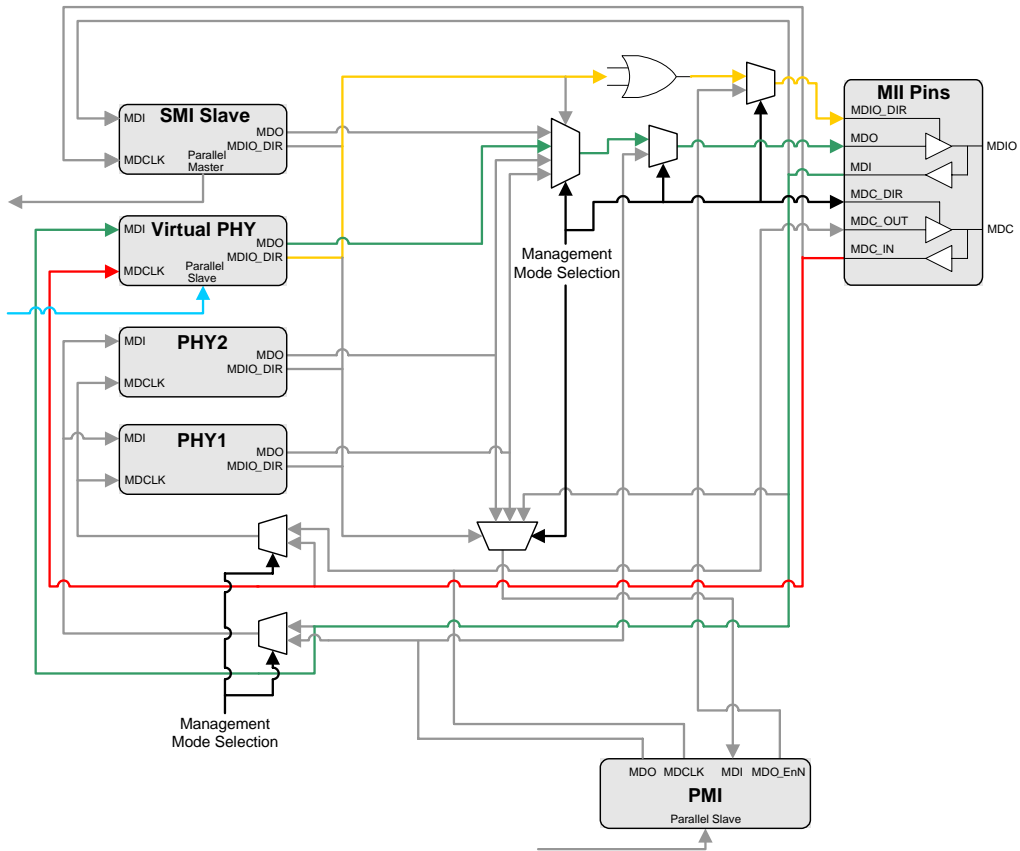 SMI Slave
MDI
MDO
MDIO_DIR
MDCLK
Parallel
Master
Virtual PHY
MDI
MDO
MDIO_DIR
MDCLK
Parallel
Slave
PHY2
MDI
MDO
MDIO_DIR
MDCLK
PHY1
MDI
MDO
MDIO_DIR
MDCLK
Management
Mode Selection
MII Pins
MDIO_DIR
MDO
MDIO
MDI
MDC_DIR
MDC_OUT
MDC
MDC_IN
Management
Mode Selection
MDO MDCLK MDI MDO_EnN
PMI
Parallel Slave